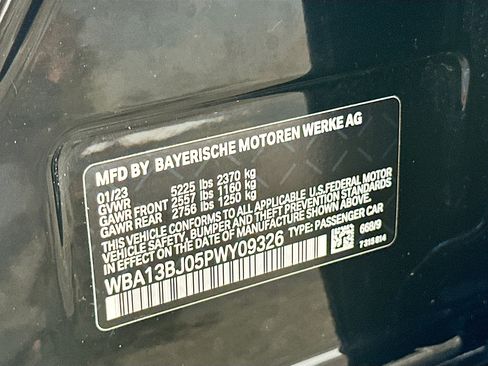 MFD BY BAYERISCHE MOTOREN WERKE AG
01/23 5225 lbs 2370 kg
GVWR
GAWR FRONT 2557 lbs 1160 kg
GAWR REAR 2756 lbs 1250 kg
THIS VEHICLE CONFORMS TO ALL APPLICABLE U.S.FEDERAL MOTOR
VEHICLE SAFETY, BUMPER AND THEFT PREVENTION STANDARDS
IN EFFECT ON THE DATE OF MANUFACTURE SHOWN ABOVE.
WBA13BJ05PWY09326 TYPE: PASSENGER CAR
668/9